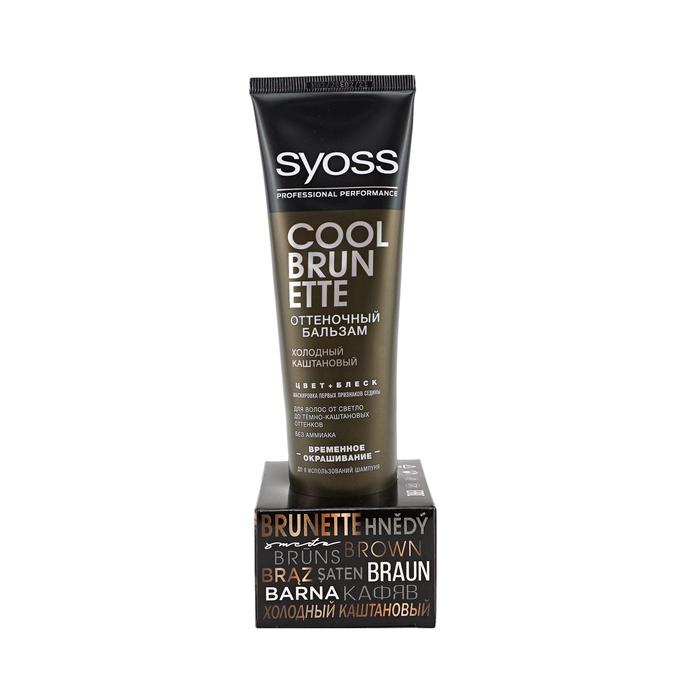 syoss
PROFESSIONAL PERFORMANCE
COOL
BRUN
ETTE
ОТТЕНОЧНЫЙ
БАЛЬЗАМ
ХОЛОДНЫЙ
КАШТАНОВЫЙ
ЦВЕТ+БЛЕСК
МАСКИРОВКА ПЕРВЫХ ПРИЗНАКОВ СЕДИНЫ
ДЛЯ ВОЛОС ОТ СВЕТЛО
ДО ТЁМНО-КАШТАНОВЫХ
ОТТЕНКОВ
БЕЗ АММИАКА
ВРЕМЕННОЕ
– ОКРАШИВАНИЕ –
ДО 8 ИСПОЛЬЗОВАНИЙ ШАМПУНЯ
BRUNETTE HNĚDÝ
smeđa
BRŪNS BROWN
BRĄZ ŞATEN BRAUN
BARNA КАФЯВ
ХОЛОДНЫЙ КАШТАНОВЫЙ